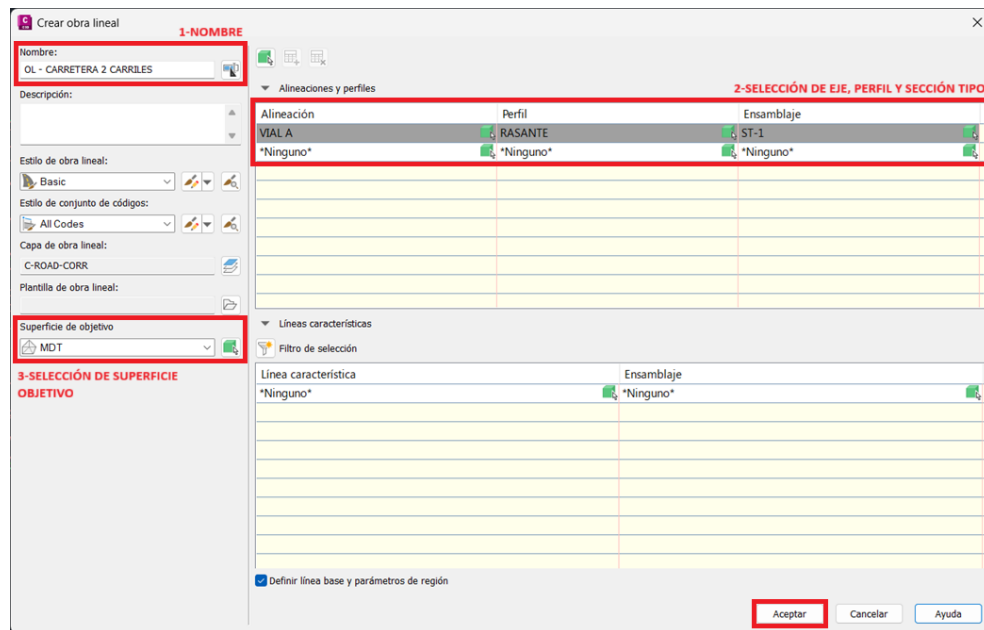 Crear obra lineal
1-NOMBRE
Nombre:
OL - CARRETERA 2 CARRILES
Descripción:
Estilo de obra lineal:
Basic
Estilo de conjunto de códigos:
All Codes
Capa de obra lineal:
C-ROAD-CORR
Plantilla de obra lineal:
Superficie de objetivo
MDT
3-SELECCIÓN DE SUPERFICIE
OBJETIVO
Alineaciones y perfiles
2-SELECCIÓN DE EJE, PERFIL Y SECCIÓN TIPO
Alineación Perfil Ensamblaje
VIAL A RASANTE ST-1
*Ninguno* *Ninguno* *Ninguno*
Líneas características
Filtro de selección
Línea característica Ensamblaje
*Ninguno* *Ninguno*
Definir línea base y parámetros de región
Aceptar Cancelar Ayuda